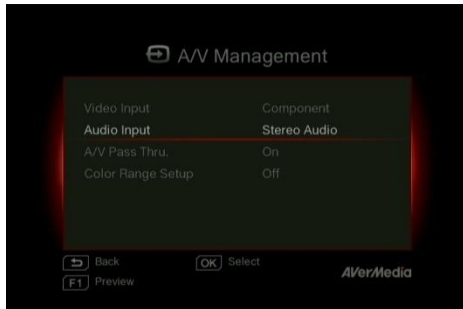 A/V Management
Video Input Component
Audio Input Stereo Audio
A/V Pass Thru. On
Color Range Setup Off
Back OK Select
F1 Preview
AVerMedia